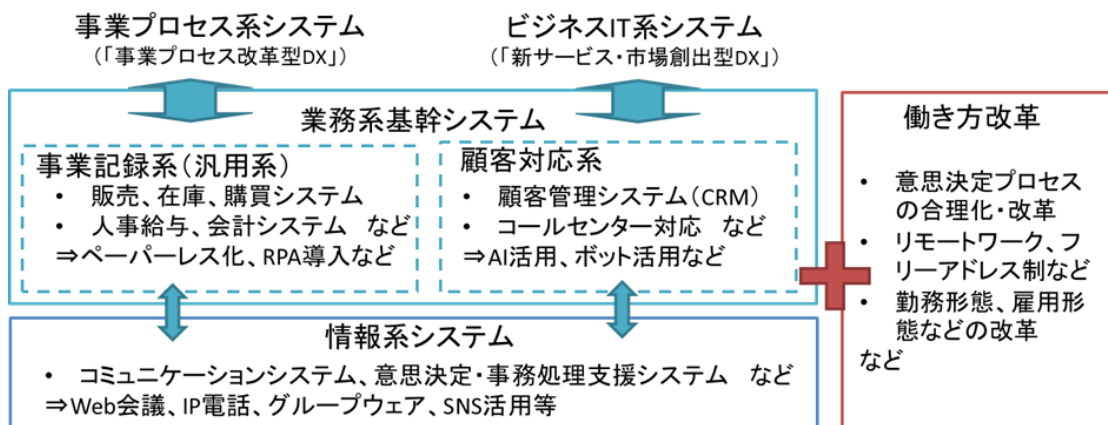 事業プロセス系システム
(「事業プロセス改革型DX」)
ビジネスIT系システム
(「新サービス・市場創出型DX」)
業務系基幹システム
事業記録系(汎用系)
• 販売、在庫、購買システム
• 人事給与、会計システム など
⇒ペーパーレス化、RPA導入など
顧客対応系
• 顧客管理システム(CRM)
• コールセンター対応 など
⇒AI活用、ボット活用など
情報系システム
• コミュニケーションシステム、意思決定・事務処理支援システム など
⇒Web会議、IP電話、グループウェア、SNS活用等
働き方改革
• 意思決定プロセス
の合理化・改革
• リモートワーク、フ
リーアドレス制など
• 勤務形態、雇用形
態などの改革
など